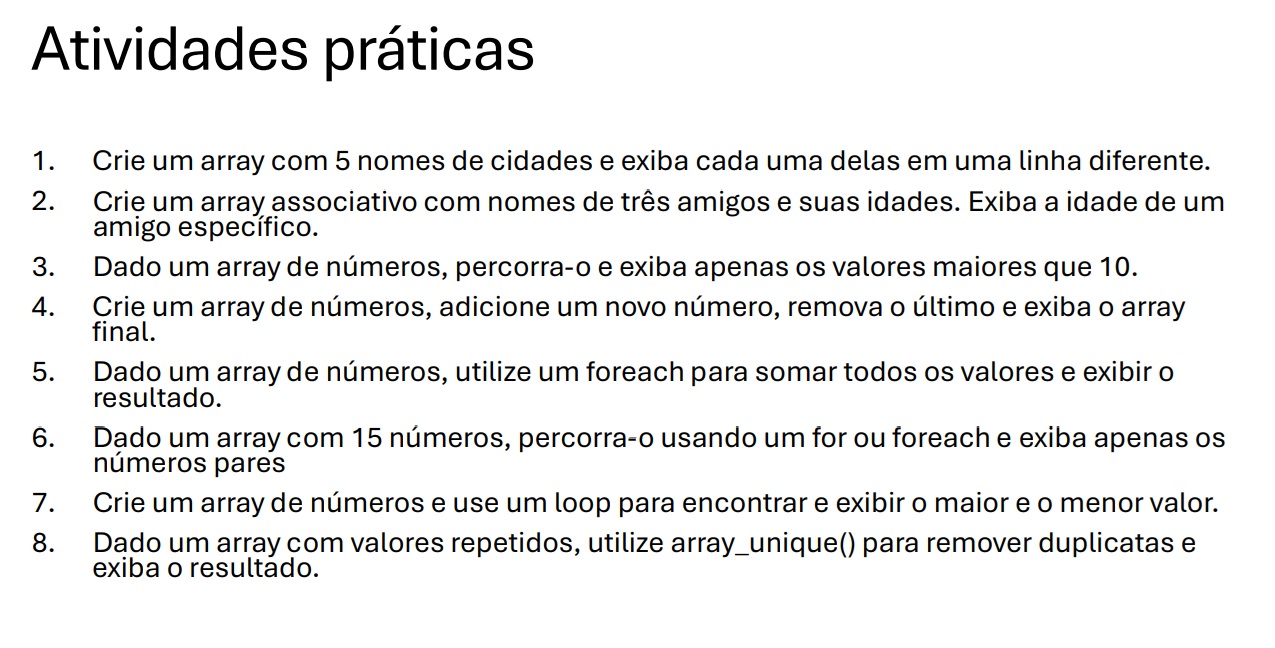 Atividades práticas
1. Crie um array com 5 nomes de cidades e exiba cada uma delas em uma linha diferente.
2. Crie um array associativo com nomes de três amigos e suas idades. Exiba a idade de um
amigo específico.
3. Dado um array de números, percorra-o e exiba apenas os valores maiores que 10.
4. Crie um array de números, adicione um novo número, remova o último e exiba o array
final.
5. Dado um array de números, utilize um foreach para somar todos os valores e exibir o
resultado.
6. Dado um array com 15 números, percorra-o usando um for ou foreach e exiba apenas os
números pares
7. Crie um array de números e use um loop para encontrar e exibir o maior e o menor valor.
8. Dado um array com valores repetidos, utilize array_unique() para remover duplicatas e
exiba o resultado.